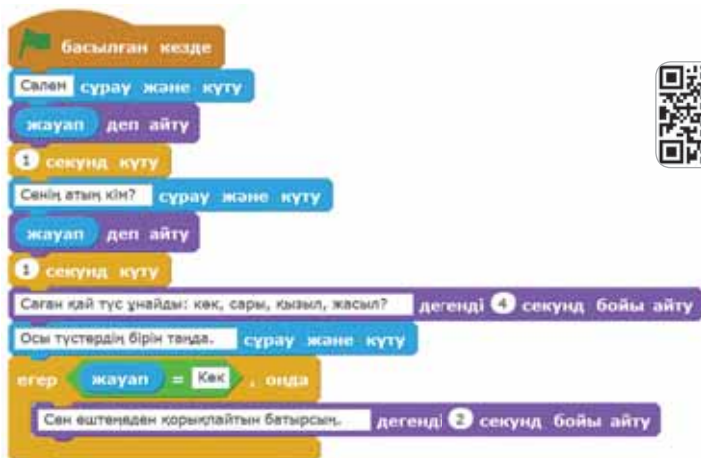 басылған кезде
Сәлем сұрау және күту
жауап деп айту
1 секунд күту
Сенің атың кім? сұрау және күту
жауап деп айту
1 секунд күту
Саған қай түс ұнайды: көк, сары, қызыл, жасыл? дегенді 4 секунд бойы айту
Осы түстердің бірін таңда. сұрау және күту
егер жауап = Көк , онда
Сен ештеңеден қорықпайтын батырсың. дегенді 2 секунд бойы айту